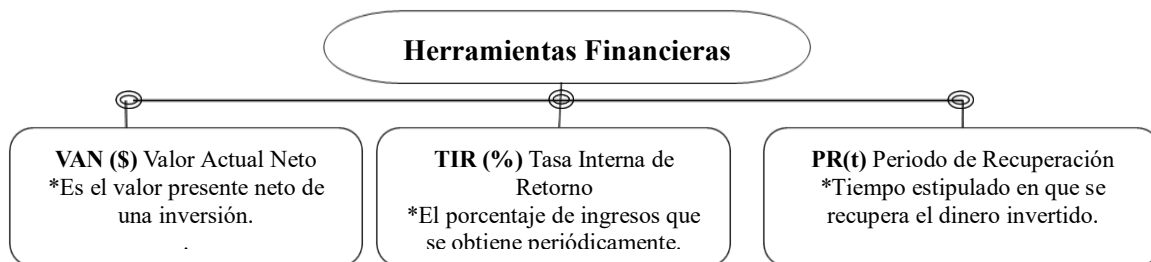 Herramientas Financieras
VAN ($) Valor Actual Neto
*Es el valor presente neto de
una inversión.
.
TIR (%) Tasa Interna de
Retorno
*El porcentaje de ingresos que
se obtiene periódicamente.
PR(t) Periodo de Recuperación
*Tiempo estipulado en que se
recupera el dinero invertido.